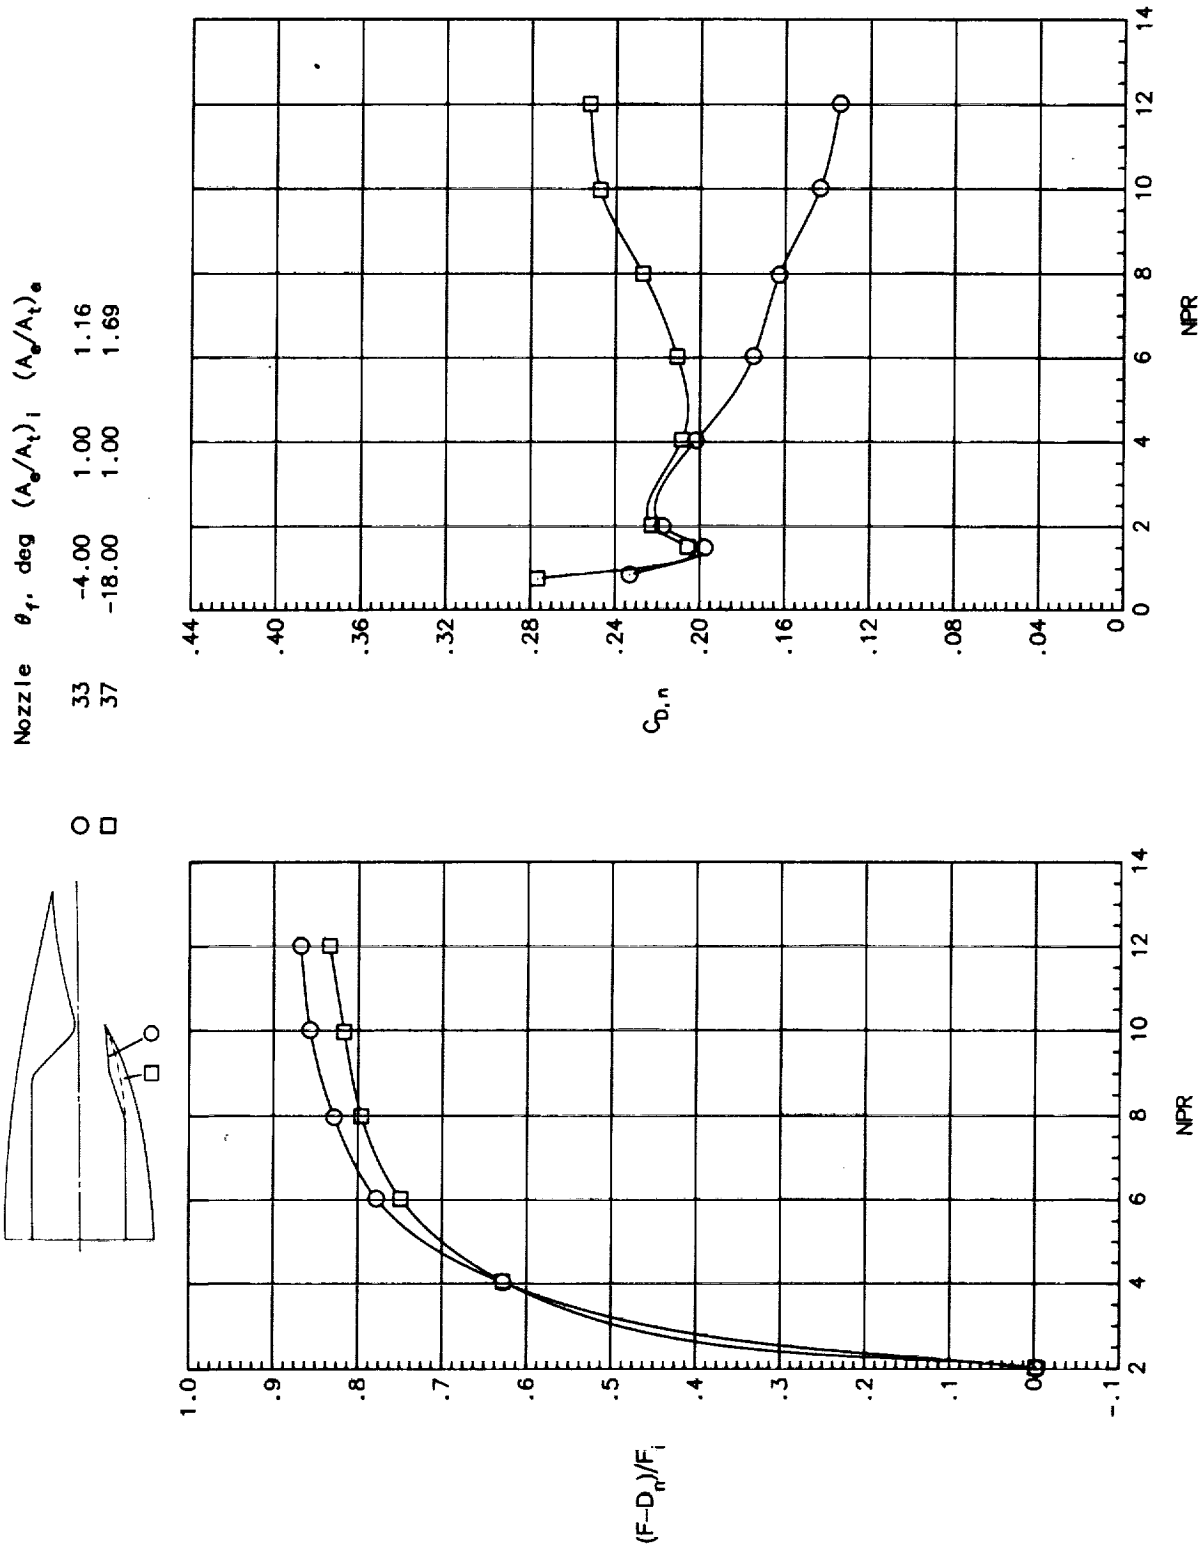 Nozzle θf, deg (Ae/At)i (Ae/At)e
33 -4.00 1.00 1.16
37 -18.00 1.00 1.69
1.0
.9
.8
.7
.6
.5
.4
.3
.2
.1
0
-.1
(F-Dn)/Fi
2 4 6 8 10 12 14
NPR
.44
.40
.36
.32
.28
.24
.20
.16
.12
.08
.04
0
CD,n
0 2 4 6 8 10 12 14
NPR